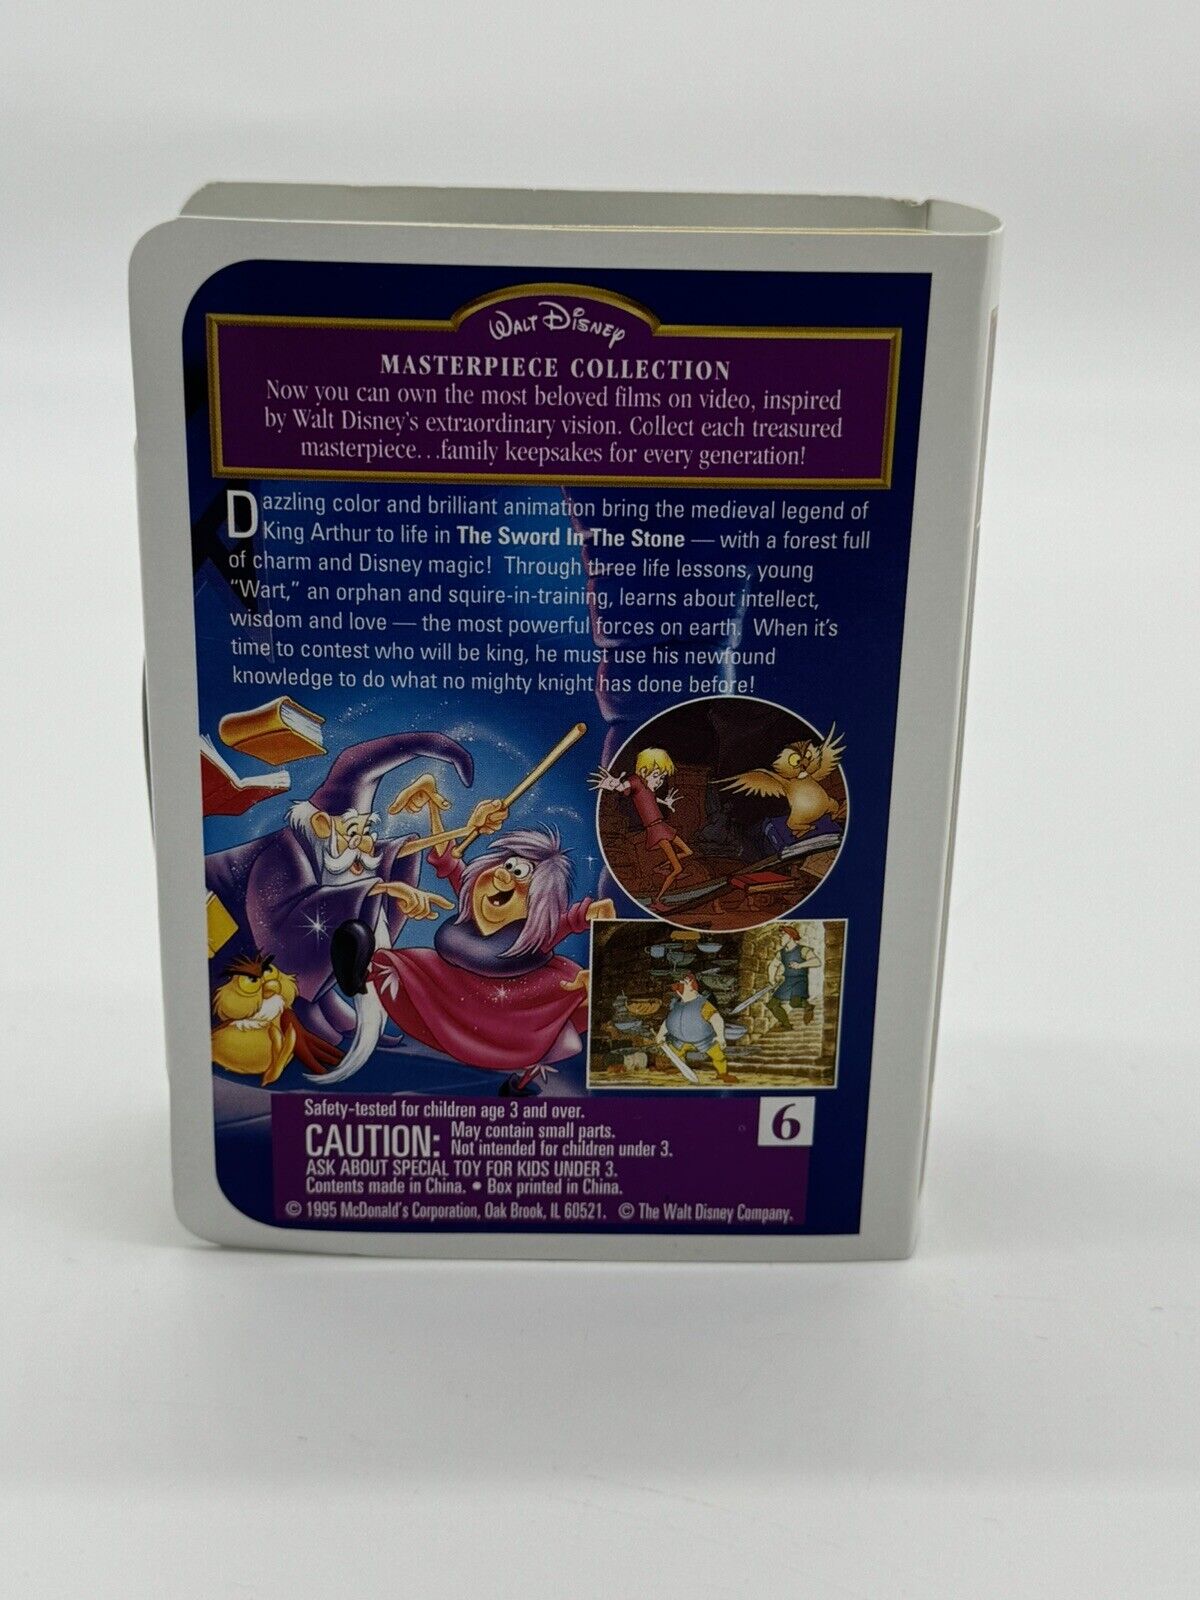 Walt Disney
MASTERPIECE COLLECTION
Now you can own the most beloved films on video, inspired
by Walt Disney's extraordinary vision. Collect each treasured
masterpiece...family keepsakes for every generation!
Dazzling color and brilliant animation bring the medieval legend of
King Arthur to life in The Sword In The Stone — with a forest full
of charm and Disney magic! Through three life lessons, young
“Wart,” an orphan and squire-in-training, learns about intellect,
wisdom and love — the most powerful forces on earth. When it's
time to contest who will be king, he must use his newfound
knowledge to do what no mighty knight has done before!
Safety-tested for children age 3 and over.
CAUTION: May contain small parts.
Not intended for children under 3.
ASK ABOUT SPECIAL TOY FOR KIDS UNDER 3.
Contents made in China. • Box printed in China.
© 1995 McDonald's Corporation, Oak Brook, IL 60521. © The Walt Disney Company.
6